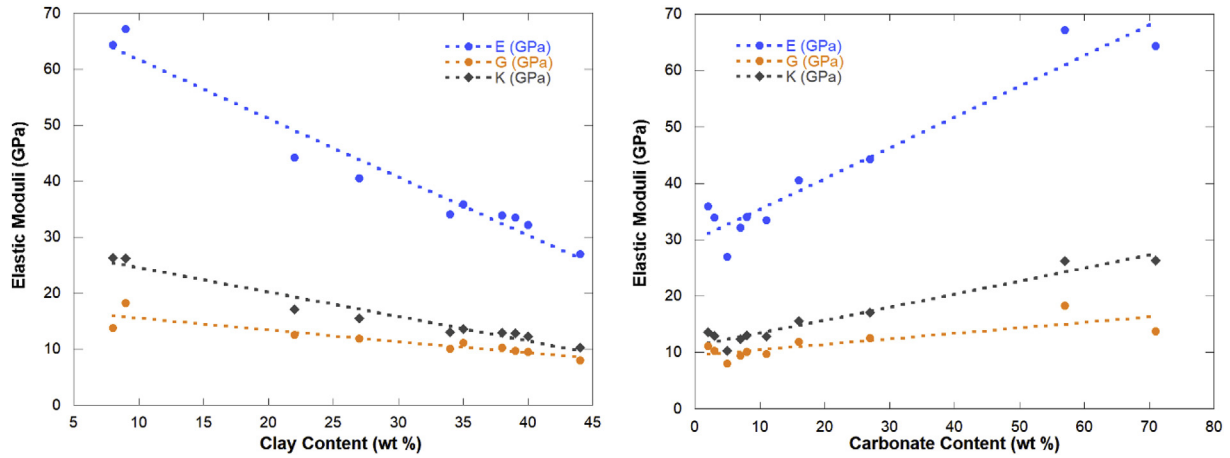 70
60
50
40
30
20
10
0
Elastic Moduli (GPa)
E (GPa)
G (GPa)
K (GPa)
5 10 15 20 25 30 35 40 45
Clay Content (wt %)
70
60
50
40
30
20
10
0
Elastic Moduli (GPa)
E (GPa)
G (GPa)
K (GPa)
0 10 20 30 40 50 60 70 80
Carbonate Content (wt %)